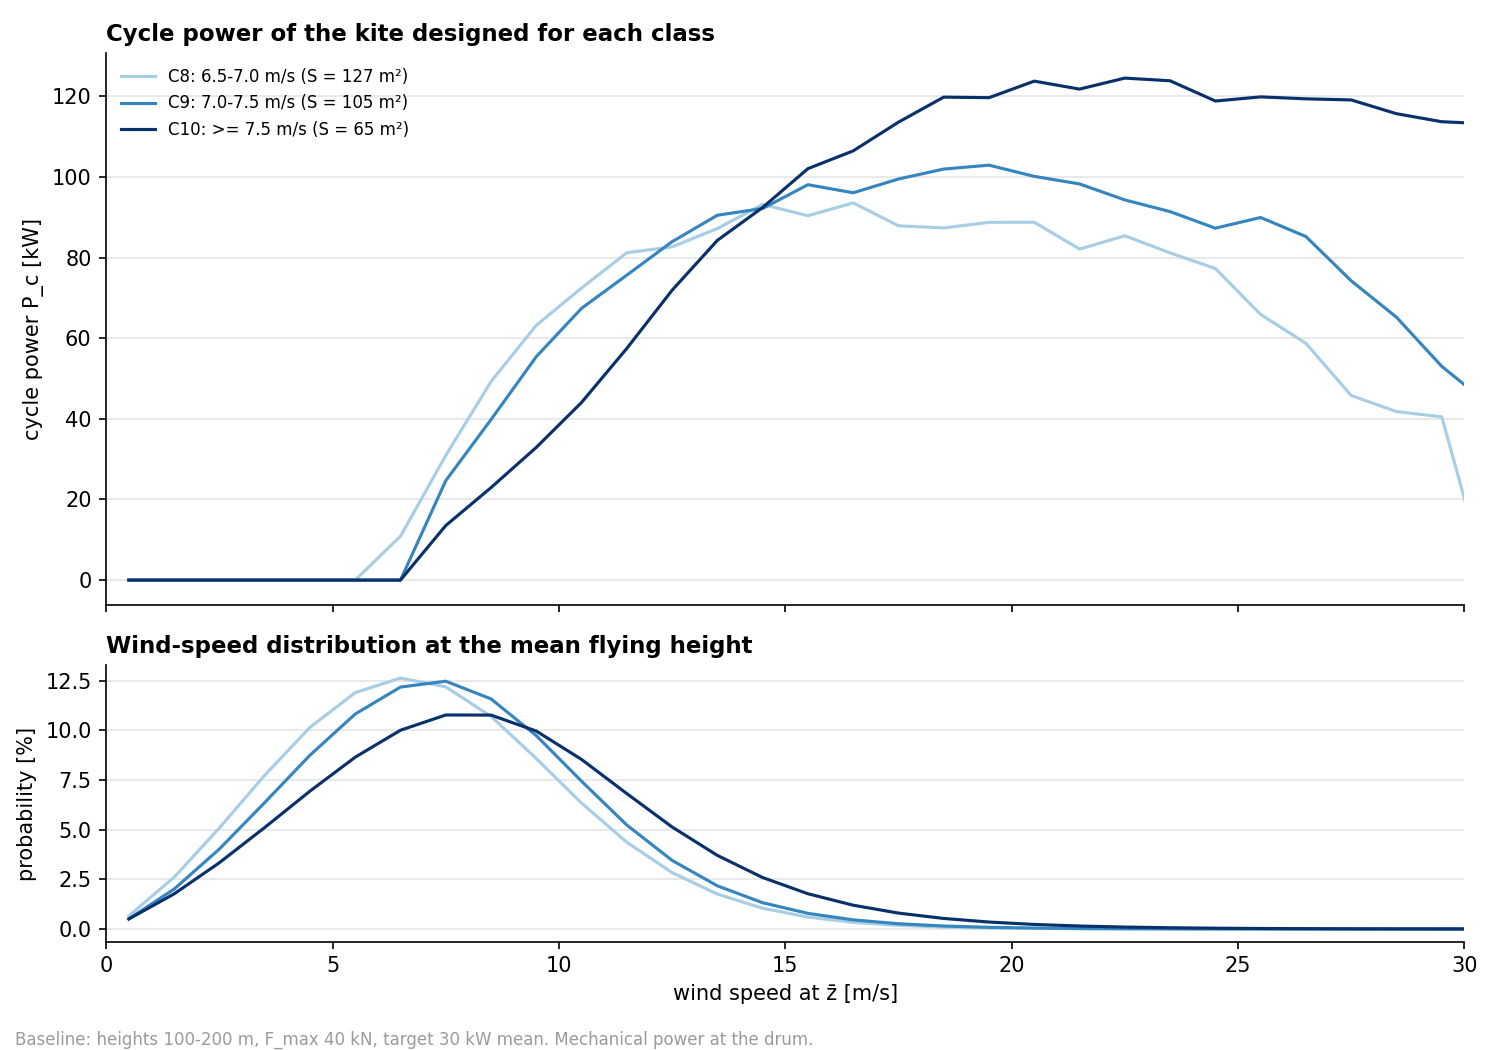 Cycle power of the kite designed for each class
C8: 6.5-7.0 m/s (S = 127 m²)
C9: 7.0-7.5 m/s (S = 105 m²)
C10: >= 7.5 m/s (S = 65 m²)
cycle power P_c [kW]
120
100
80
60
40
20
0
Wind-speed distribution at the mean flying height
probability [%]
12.5
10.0
7.5
5.0
2.5
0.0
0 5 10 15 20 25 30
wind speed at z̄ [m/s]
Baseline: heights 100-200 m, F_max 40 kN, target 30 kW mean. Mechanical power at the drum.